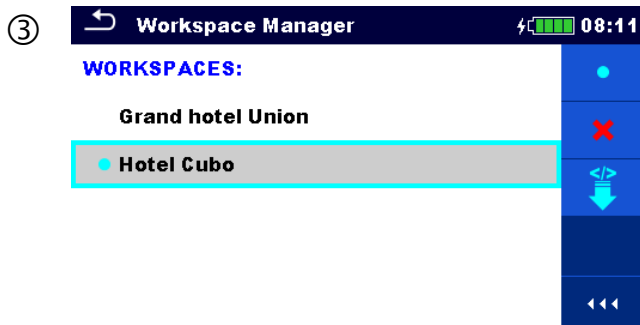 ③
Workspace Manager 08:11
WORKSPACES:
Grand hotel Union
Hotel Cubo
</>